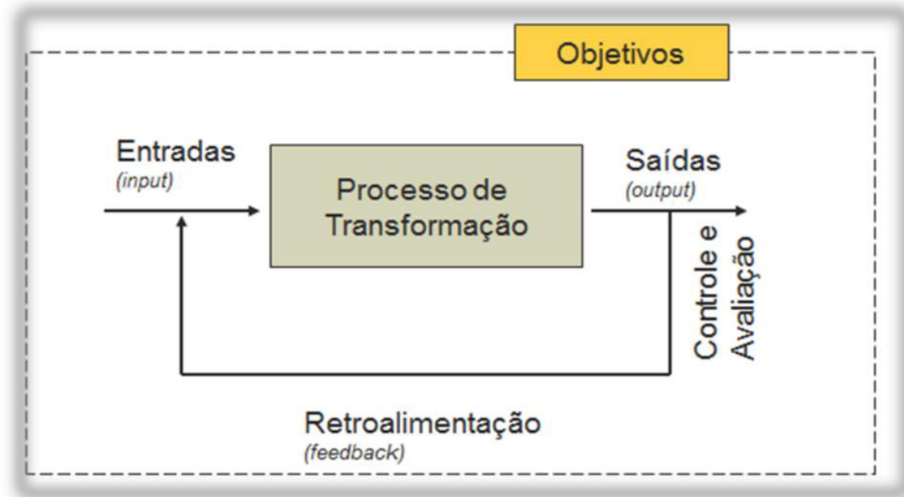 Objetivos
Entradas
(input)
Processo de
Transformação
Saídas
(output)
Controle e
Avaliação
Retroalimentação
(feedback)